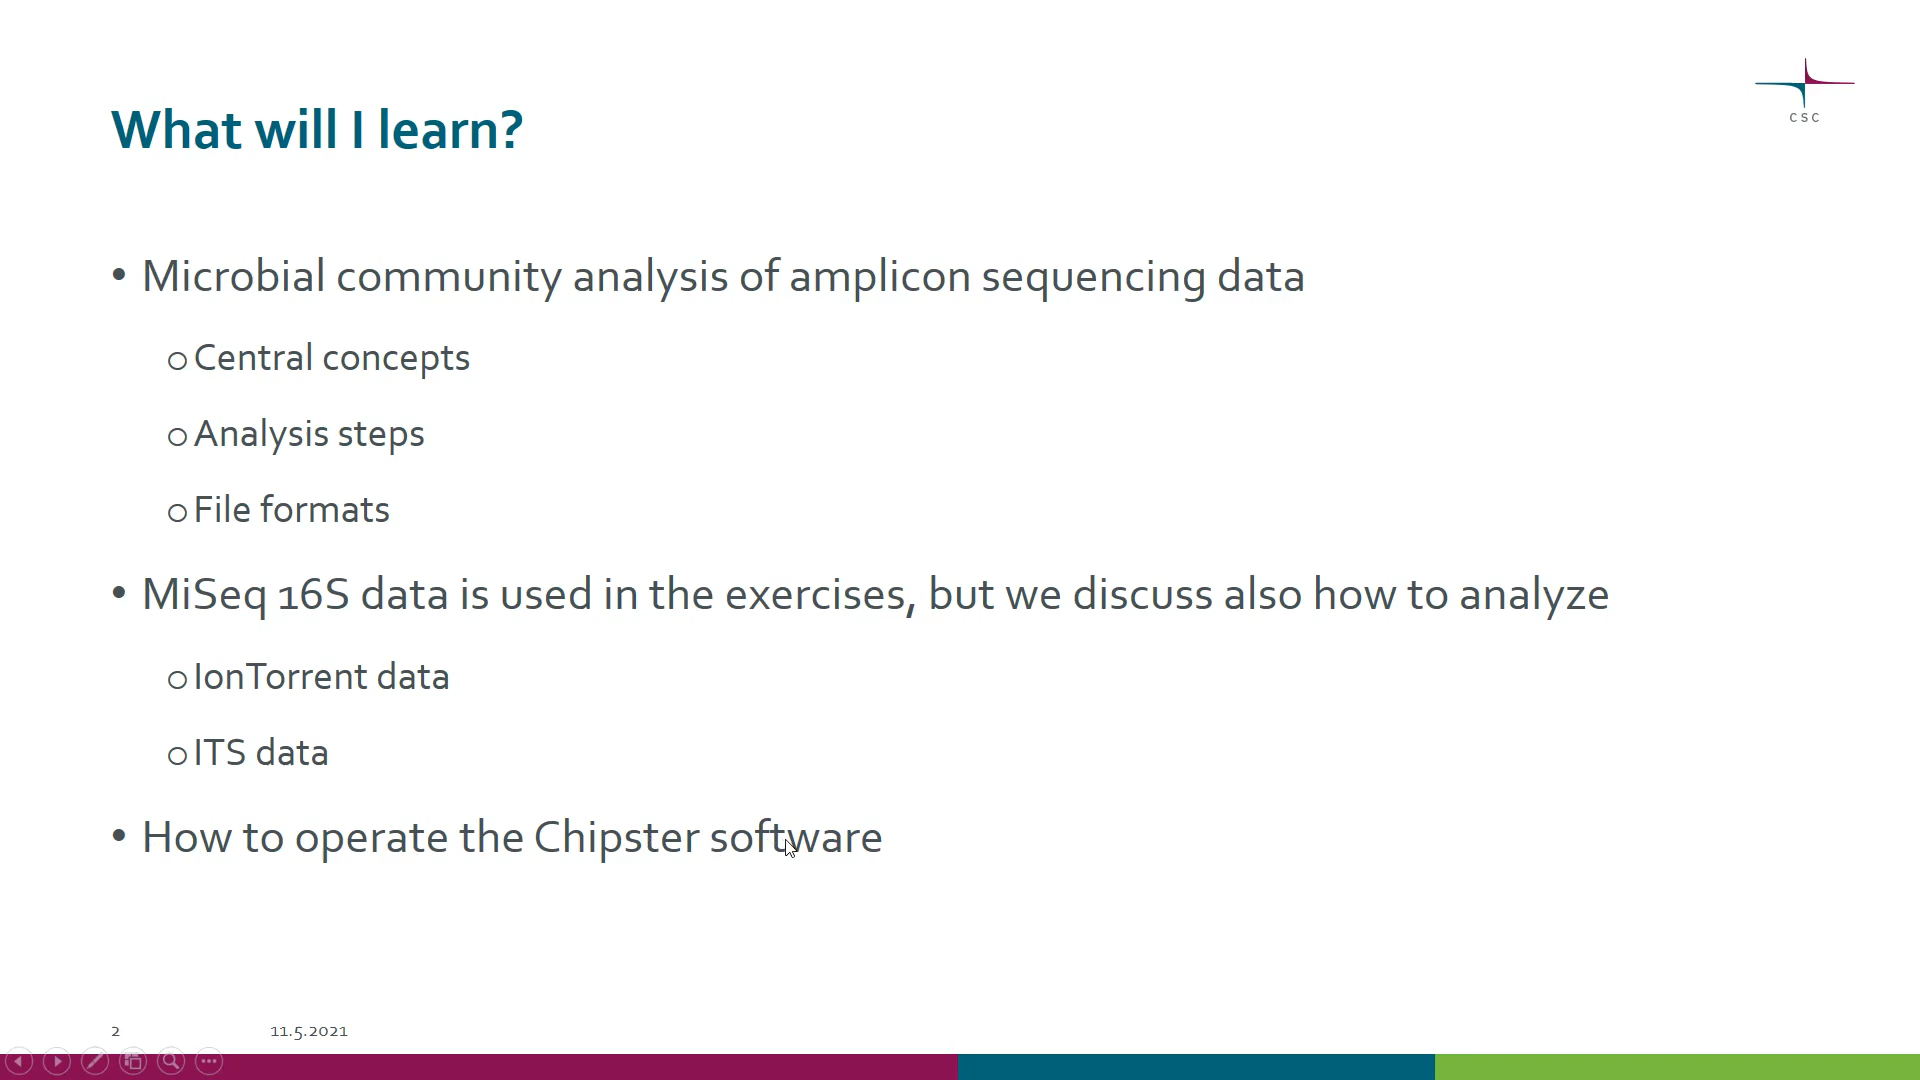 CSC
What will I learn?
• Microbial community analysis of amplicon sequencing data
o Central concepts
o Analysis steps
o File formats
• MiSeq 16S data is used in the exercises, but we discuss also how to analyze
o IonTorrent data
o ITS data
• How to operate the Chipster software
2 11.5.2021